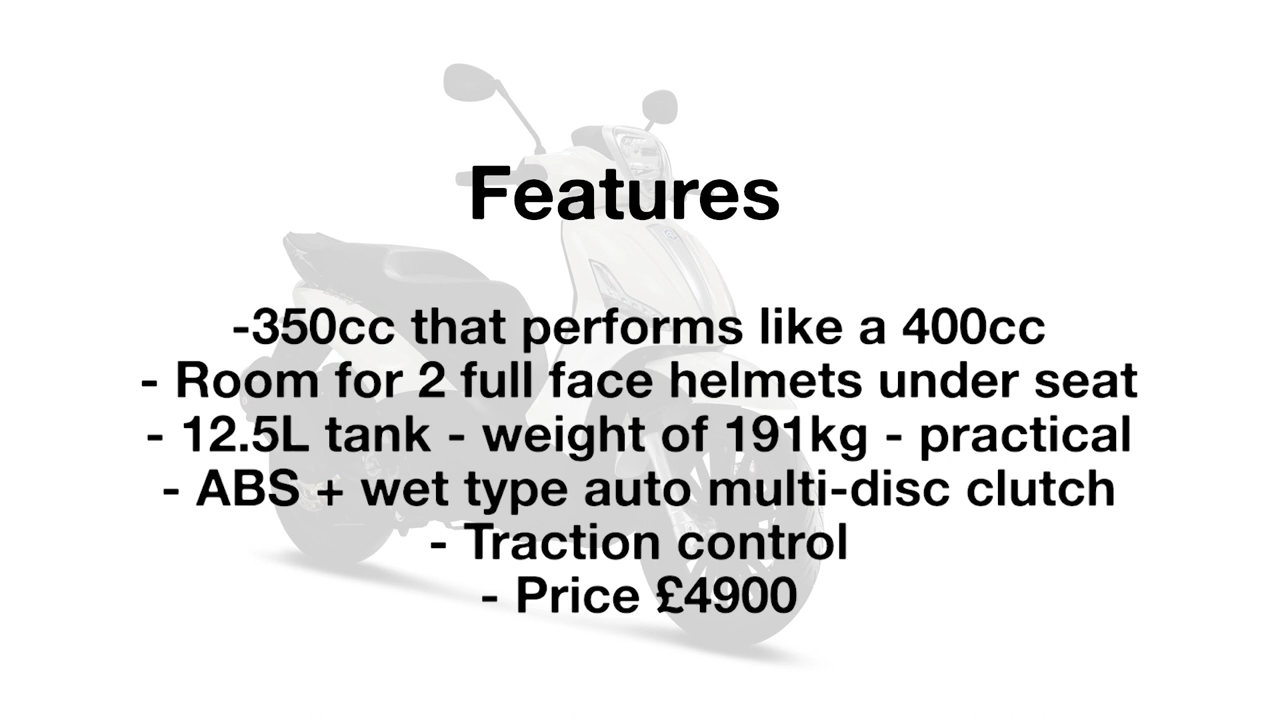 Features
-350cc that performs like a 400cc
- Room for 2 full face helmets under seat
- 12.5L tank - weight of 191kg - practical
- ABS + wet type auto multi-disc clutch
- Traction control
- Price £4900